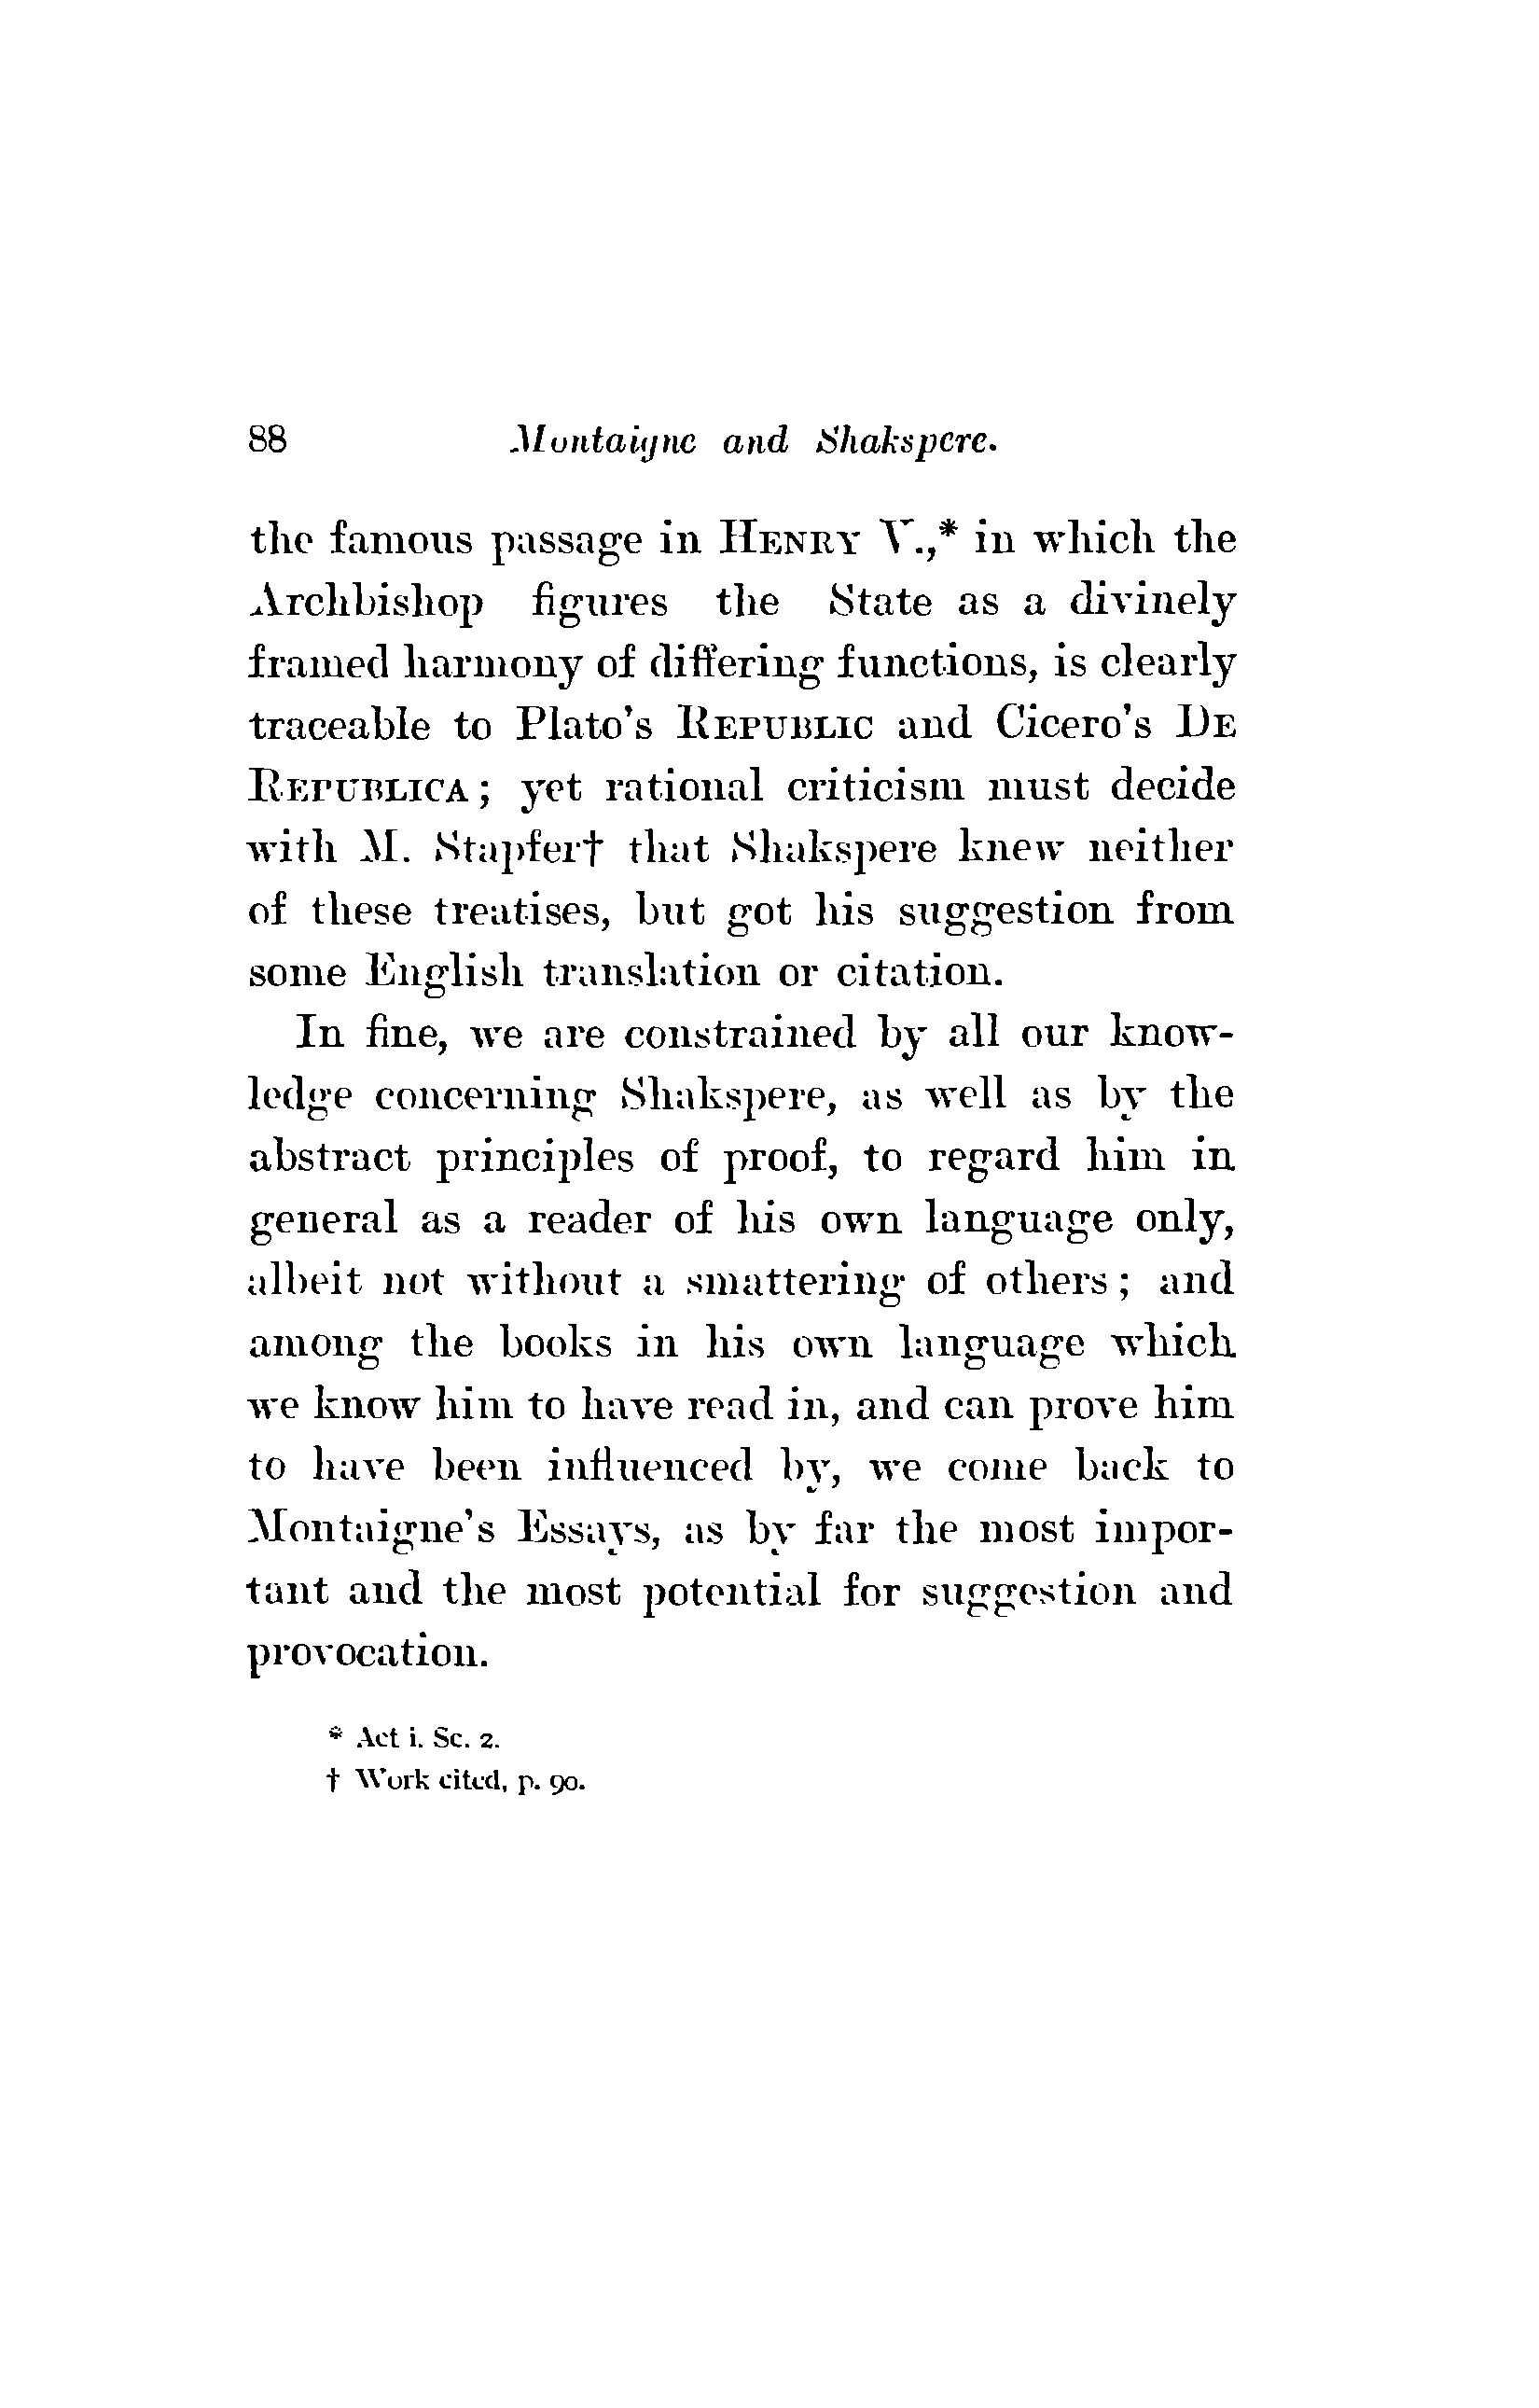 88 Montaigne and Shakspere.
the famous passage in HENRY V.,* in which the
Archbishop figures the State as a divinely
framed harmony of differing functions, is clearly
traceable to Plato's REPUBLIC and Cicero's DE
REPUBLICA; yet rational criticism must decide
with M. Stapfer† that Shakspere knew neither
of these treatises, but got his suggestion from
some English translation or citation.
In fine, we are constrained by all our know-
ledge concerning Shakspere, as well as by the
abstract principles of proof, to regard him in
general as a reader of his own language only,
albeit not without a smattering of others; and
among the books in his own language which
we know him to have read in, and can prove him
to have been influenced by, we come back to
Montaigne's Essays, as by far the most impor-
tant and the most potential for suggestion and
provocation.
* Act i. Sc. 2.
† Work cited, p. 90.